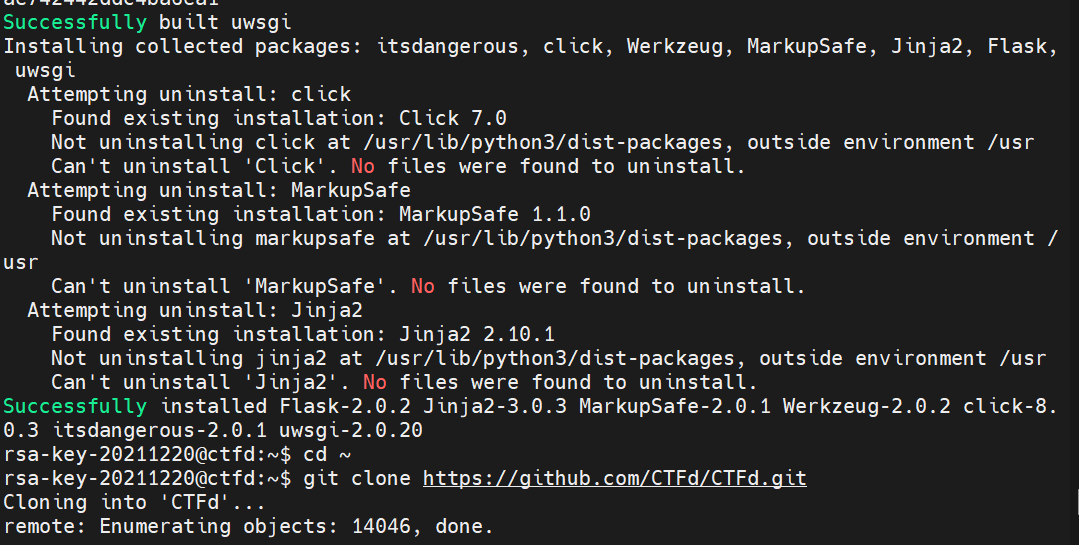 Successfully built uwsgi
Installing collected packages: itsdangerous, click, Werkzeug, MarkupSafe, Jinja2, Flask,
 uwsgi
  Attempting uninstall: click
    Found existing installation: Click 7.0
    Not uninstalling click at /usr/lib/python3/dist-packages, outside environment /usr
    Can't uninstall 'Click'. No files were found to uninstall.
  Attempting uninstall: MarkupSafe
    Found existing installation: MarkupSafe 1.1.0
    Not uninstalling markupsafe at /usr/lib/python3/dist-packages, outside environment /
usr
    Can't uninstall 'MarkupSafe'. No files were found to uninstall.
  Attempting uninstall: Jinja2
    Found existing installation: Jinja2 2.10.1
    Not uninstalling jinja2 at /usr/lib/python3/dist-packages, outside environment /usr
    Can't uninstall 'Jinja2'. No files were found to uninstall.
Successfully installed Flask-2.0.2 Jinja2-3.0.3 MarkupSafe-2.0.1 Werkzeug-2.0.2 click-8.
0.3 itsdangerous-2.0.1 uwsgi-2.0.20
rsa-key-20211220@ctfd:~$ cd ~
rsa-key-20211220@ctfd:~$ git clone https://github.com/CTFd/CTFd.git
Cloning into 'CTFd'...
remote: Enumerating objects: 14046, done.